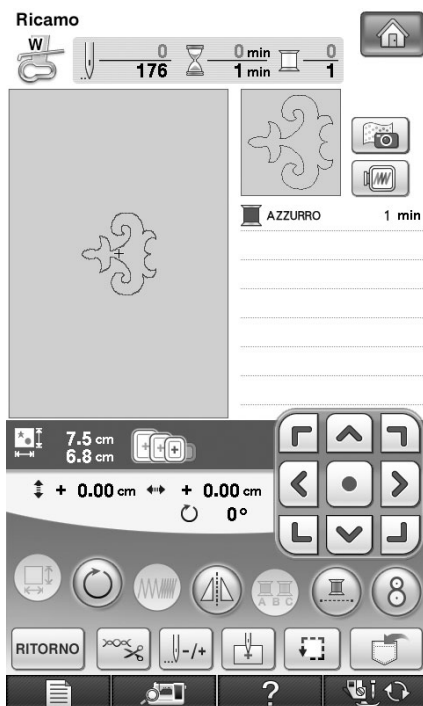 Ricamo
W
0 0 min 0
176 1 min 1
AZZURRO 1 min
7.5 cm
6.8 cm
+ 0.00 cm + 0.00 cm
0°
A B C
8
RITORNO
-/+
?